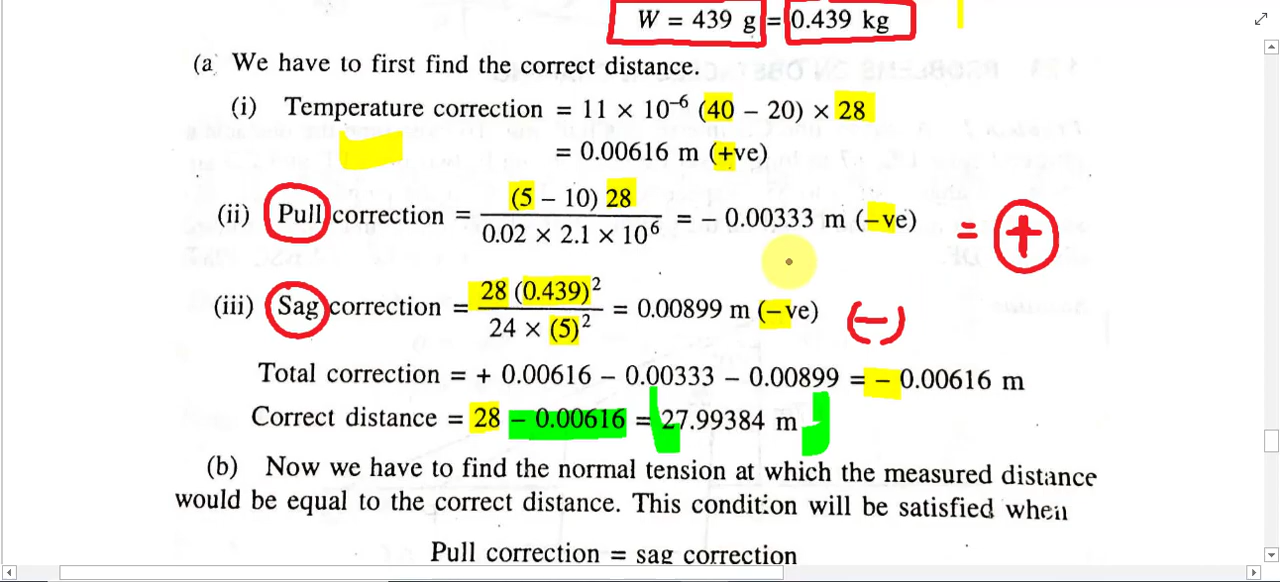 W = 439 g = 0.439 kg
(a) We have to first find the correct distance.
(i) Temperature correction = 11 × 10⁻⁶ (40 − 20) × 28
= 0.00616 m (+ve)
(ii) Pull correction = (5 − 10) 28 / 0.02 × 2.1 × 10⁶ = − 0.00333 m (−ve) = +
(iii) Sag correction = 28 (0.439)² / 24 × (5)² = 0.00899 m (−ve) (−)
Total correction = + 0.00616 − 0.00333 − 0.00899 = − 0.00616 m
Correct distance = 28 − 0.00616 = 27.99384 m
(b) Now we have to find the normal tension at which the measured distance
would be equal to the correct distance. This condition will be satisfied when
Pull correction = sag correction